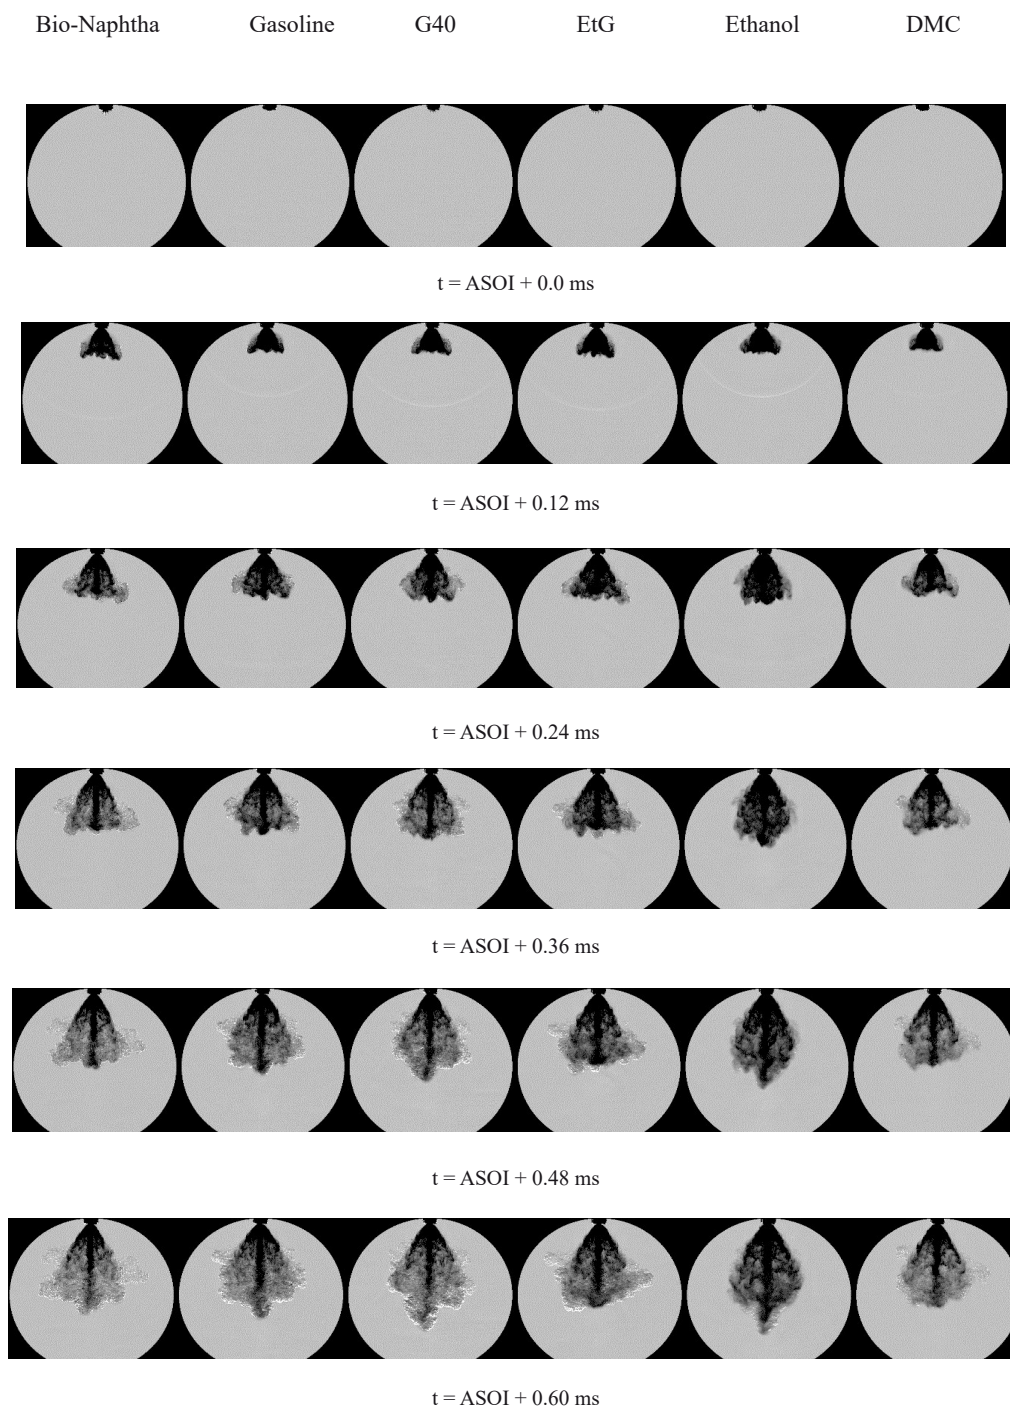 Bio-Naphtha Gasoline G40 EtG Ethanol DMC
t = ASOI + 0.0 ms
t = ASOI + 0.12 ms
t = ASOI + 0.24 ms
t = ASOI + 0.36 ms
t = ASOI + 0.48 ms
t = ASOI + 0.60 ms